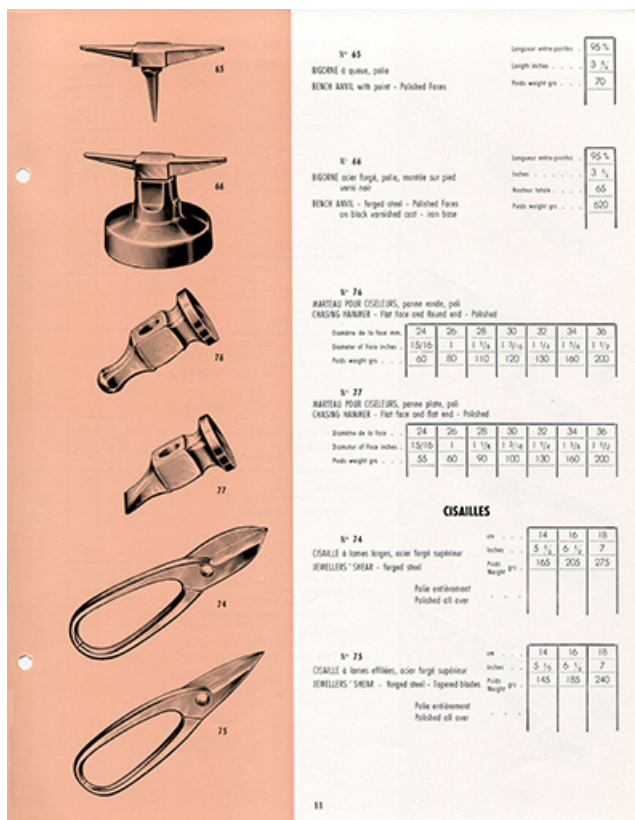 65
N° 65
BIGORNE à queue, polie
BENCH ANVIL with point - Polished Faces
Longueur entre-pointes . 95 %
Length inches . . . . 3 ¾
Poids weight grs . . . 70
66
N° 66
BIGORNE acier forgé, polie, montée sur pied
verni noir
BENCH ANVIL - forged steel - Polished Faces
on black varnished cast - iron base
Longueur entre-pointes . 95 %
Inches . . . . . . 3 ¾
Hauteur totale . . . . 65
Poids weight grs . . . 620
76
N° 76
MARTEAU POUR CISELEURS, panne ronde, poli
CHASING HAMMER - Flat face and Round end - Polished
Diamètre de la face mm. 24 26 28 30 32 34 36
Diameter of Face inches . 15/16 1 1 1/8 1 3/16 1 1/4 1 3/8 1 1/2
Poids weight grs . . . 60 80 110 120 130 160 200
77
N° 77
MARTEAU POUR CISELEURS, panne plate, poli
CHASING HAMMER - Flat face and flat end - Polished
Diamètre de la face . . 24 26 28 30 32 34 36
Diameter of Face inches . 15/16 1 1 1/8 1 3/16 1 1/4 1 3/8 1 1/2
Poids weight grs . . . 55 60 90 100 130 160 200
CISAILLES
74
N° 74
CISAILLE à lames larges, acier forgé supérieur
JEWELLERS' SHEAR - forged steel
Polie entièrement
Polished all over
cm . . . 14 16 18
Inches . . 5 ½ 6 ¼ 7
Poids Weight grs . 165 205 275
75
N° 75
CISAILLE à lames effilées, acier forgé supérieur
JEWELLERS' SHEAR - forged steel - Tapered blades
Polie entièrement
Polished all over
cm . . . 14 16 18
Inches . . 5 1/2 6 ¼ 7
Poids Weight grs . 145 185 240
11